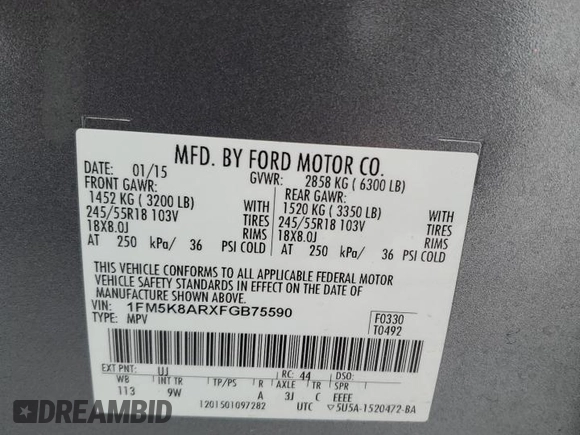 MFD. BY FORD MOTOR CO.
DATE: 01/15 GVWR: 2858 KG ( 6300 LB)
FRONT GAWR: REAR GAWR:
1452 KG ( 3200 LB) WITH 1520 KG ( 3350 LB) WITH
245/55R18 103V TIRES 245/55R18 103V TIRES
18X8.0J RIMS 18X8.0J RIMS
AT 250 kPa/ 36 PSI COLD AT 250 kPa/ 36 PSI COLD
THIS VEHICLE CONFORMS TO ALL APPLICABLE FEDERAL MOTOR
VEHICLE SAFETY STANDARDS IN EFFECT ON THE DATE OF
MANUFACTURE SHOWN ABOVE.
VIN: 1FM5K8ARXFGB75590 F0330
TYPE: MPV T0492
EXT PNT: UJ RC: 44 DSO:
WB INT TR TP/PS R AXLE TR SPR
113 9W A 3J C EEEE
1201501097282 UTC ▽5U5A-1520472-BA
DREAMBID
DREAMBID